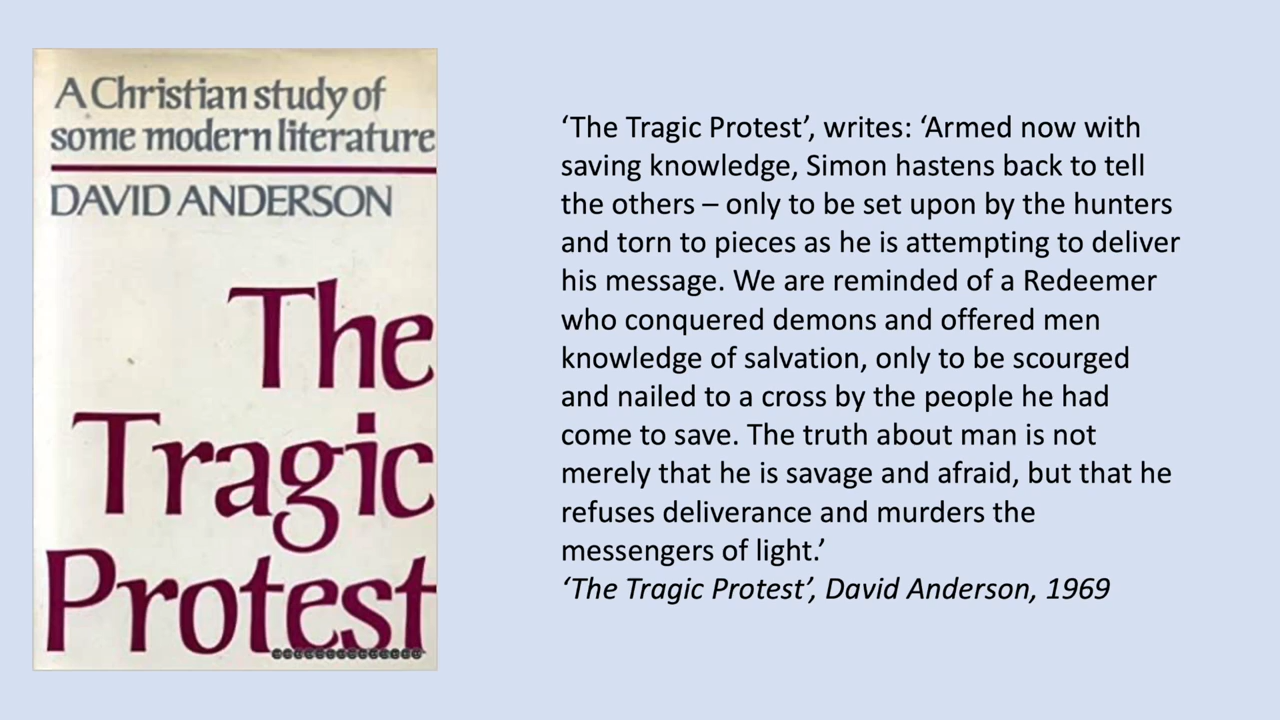 A Christian study of
some modern literature
DAVID ANDERSON
The
Tragic
Protest
‘The Tragic Protest’, writes: ‘Armed now with
saving knowledge, Simon hastens back to tell
the others – only to be set upon by the hunters
and torn to pieces as he is attempting to deliver
his message. We are reminded of a Redeemer
who conquered demons and offered men
knowledge of salvation, only to be scourged
and nailed to a cross by the people he had
come to save. The truth about man is not
merely that he is savage and afraid, but that he
refuses deliverance and murders the
messengers of light.’
‘The Tragic Protest’, David Anderson, 1969